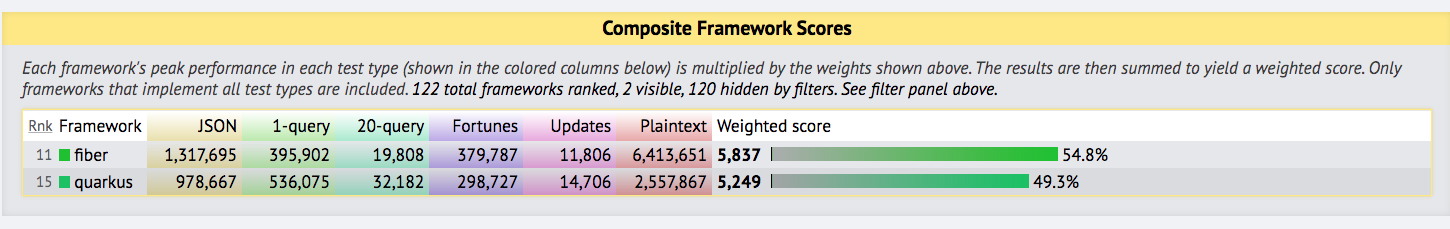 Composite Framework Scores
Each framework's peak performance in each test type (shown in the colored columns below) is multiplied by the weights shown above. The results are then summed to yield a weighted score. Only
frameworks that implement all test types are included. 122 total frameworks ranked, 2 visible, 120 hidden by filters. See filter panel above.
Rnk Framework JSON 1-query 20-query Fortunes Updates Plaintext Weighted score
11 fiber 1,317,695 395,902 19,808 379,787 11,806 6,413,651 5,837 54.8%
15 quarkus 978,667 536,075 32,182 298,727 14,706 2,557,867 5,249 49.3%